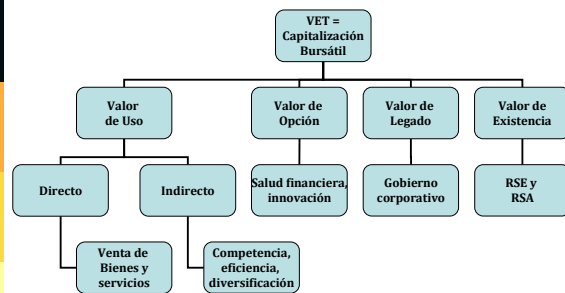 VET =
Capitalización
Bursátil
Valor
de Uso
Valor de
Opción
Valor de
Legado
Valor de
Existencia
Directo
Indirecto
Salud financiera,
innovación
Gobierno
corporativo
RSE y
RSA
Venta de
Bienes y
servicios
Competencia,
eficiencia,
diversificación